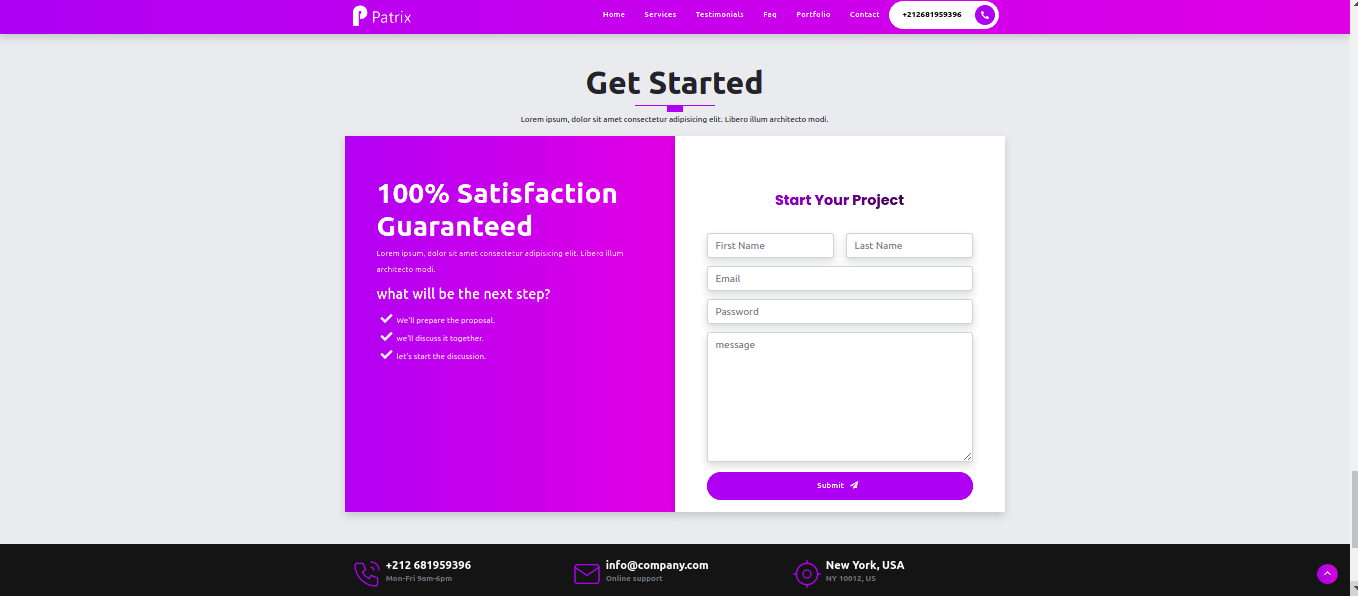 Patrix
Home Services Testimonials Faq Portfolio Contact +212681959396
Get Started
Lorem ipsum, dolor sit amet consectetur adipisicing elit. Libero illum architecto modi.
100% Satisfaction
Guaranteed
Lorem ipsum, dolor sit amet consectetur adipisicing elit. Libero illum
architecto modi.
what will be the next step?
We'll prepare the proposal.
we'll discuss it together.
let's start the discussion.
Start Your Project
First Name Last Name
Email
Password
message
Submit
+212 681959396
Mon-Fri 9am-6pm
info@company.com
Online support
New York, USA
NY 10012, US